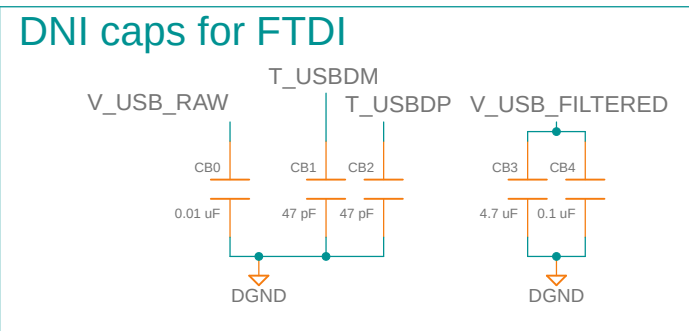 DNI caps for FTDI
T_USBDM
V_USB_RAW T_USBDP V_USB_FILTERED
CB0 CB1 CB2 CB3 CB4
0.01 uF 47 pF 47 pF 4.7 uF 0.1 uF
DGND DGND